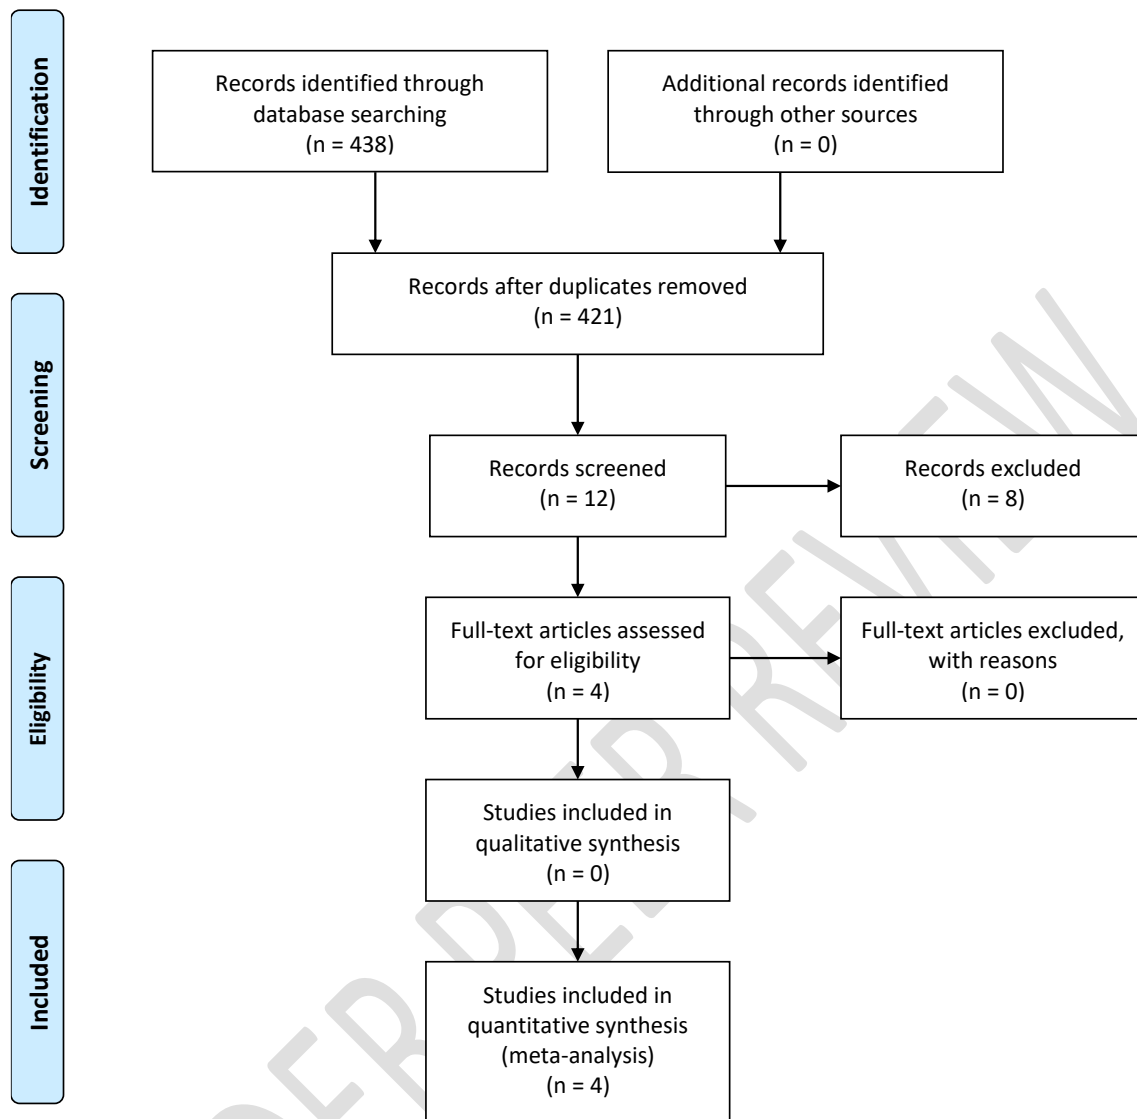 Identification
Records identified through
database searching
(n = 438)
Additional records identified
through other sources
(n = 0)
Records after duplicates removed
(n = 421)
Screening
Records screened
(n = 12)
Records excluded
(n = 8)
Eligibility
Full-text articles assessed
for eligibility
(n = 4)
Full-text articles excluded,
with reasons
(n = 0)
Studies included in
qualitative synthesis
(n = 0)
Included
Studies included in
quantitative synthesis
(meta-analysis)
(n = 4)
PEER REVIEW